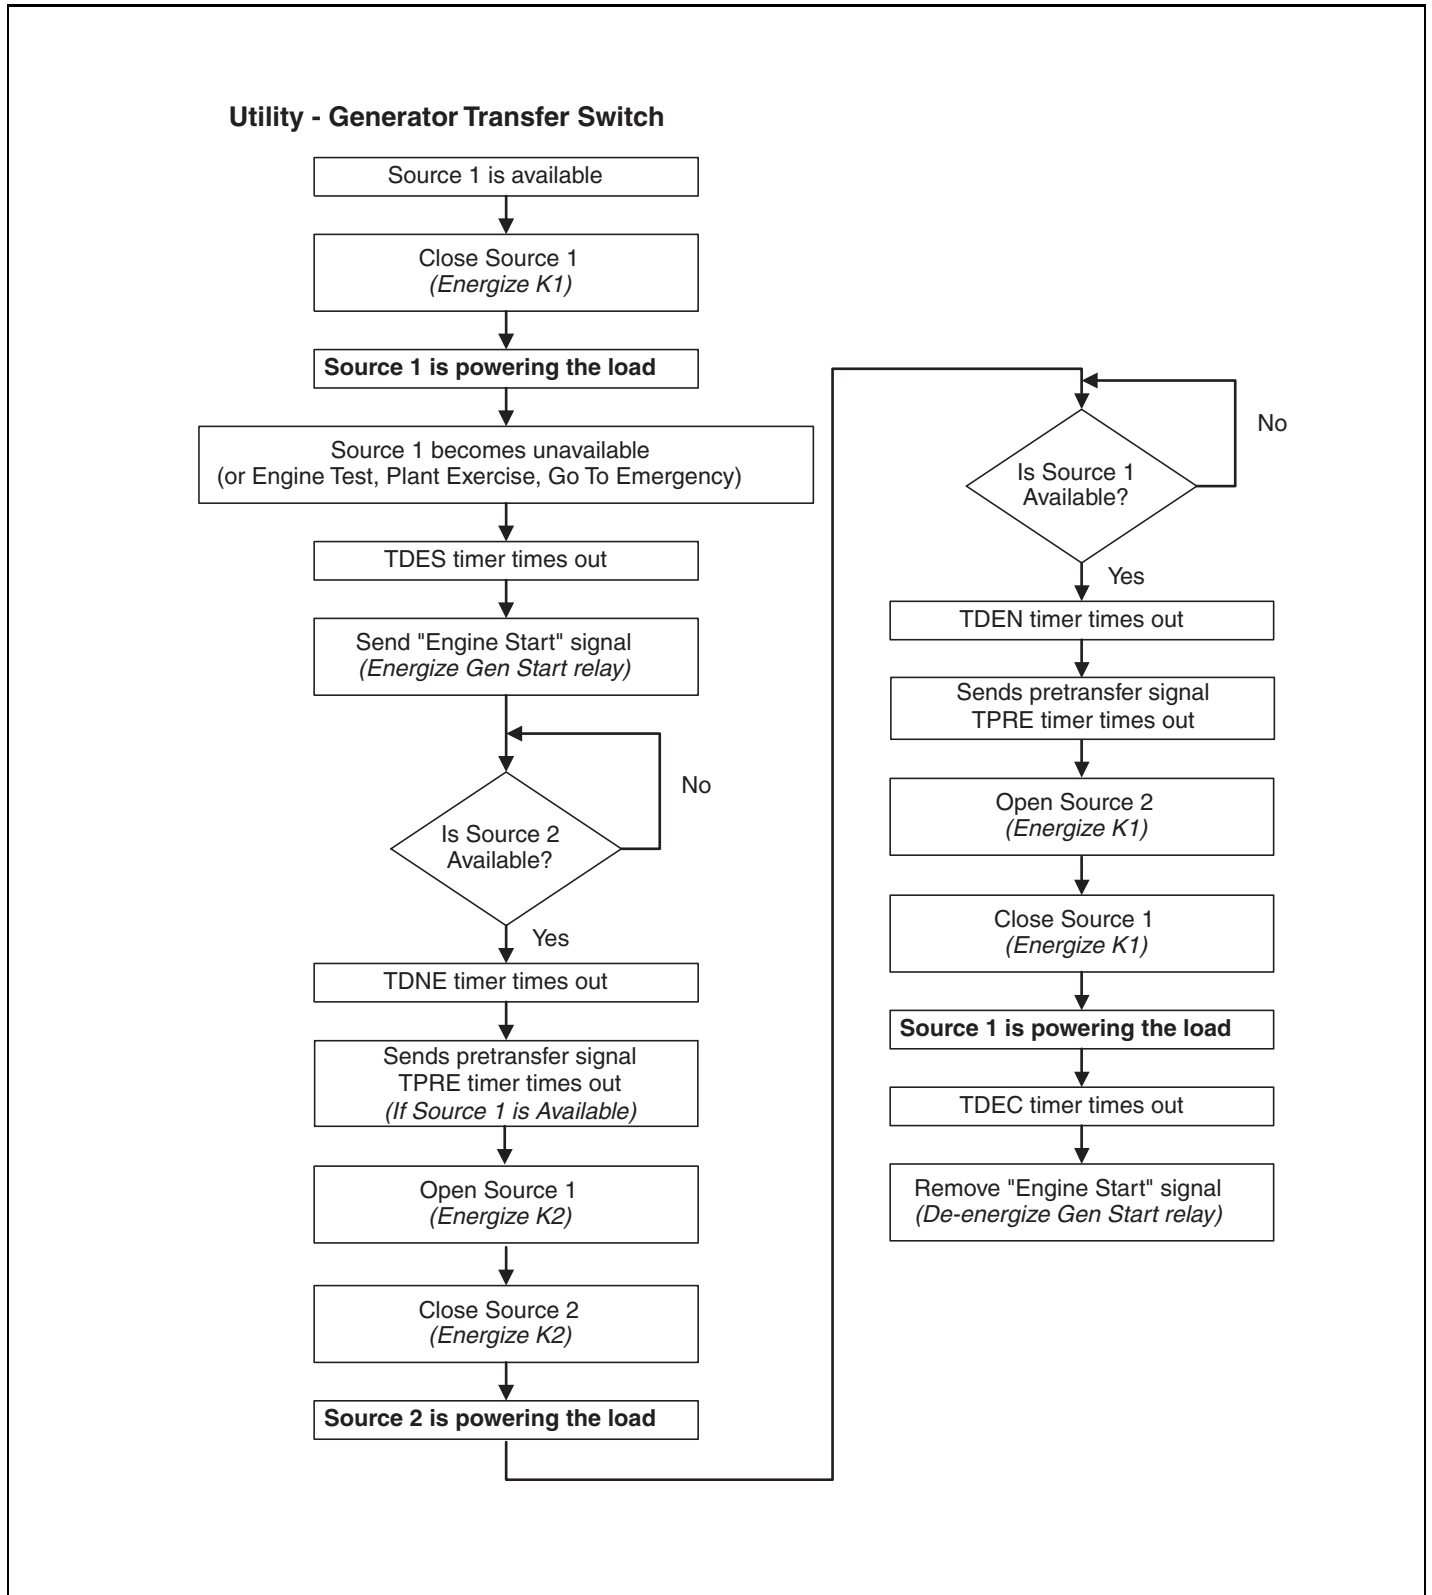 Utility - Generator Transfer Switch
Source 1 is available
Close Source 1
(Energize K1)
Source 1 is powering the load
Source 1 becomes unavailable
(or Engine Test, Plant Exercise, Go To Emergency)
TDES timer times out
Send "Engine Start" signal
(Energize Gen Start relay)
No
Is Source 2
Available?
Yes
TDNE timer times out
Sends pretransfer signal
TPRE timer times out
(If Source 1 is Available)
Open Source 1
(Energize K2)
Close Source 2
(Energize K2)
Source 2 is powering the load
No
Is Source 1
Available?
Yes
TDEN timer times out
Sends pretransfer signal
TPRE timer times out
Open Source 2
(Energize K1)
Close Source 1
(Energize K1)
Source 1 is powering the load
TDEC timer times out
Remove "Engine Start" signal
(De-energize Gen Start relay)